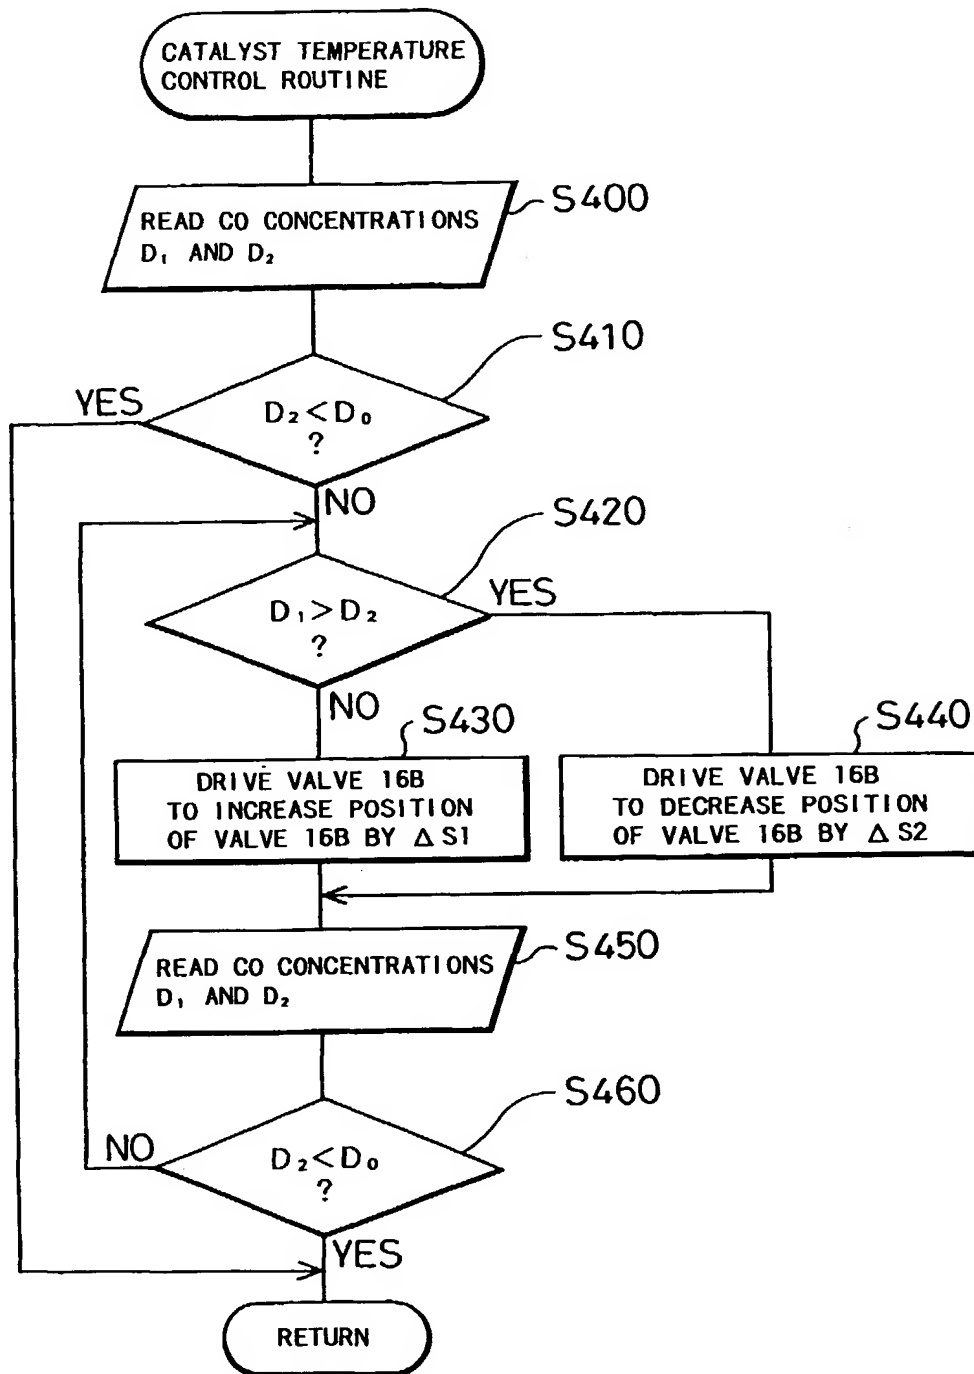 CATALYST TEMPERATURE
CONTROL ROUTINE
S400
READ CO CONCENTRATIONS
D₁ AND D₂
S410
YES
D₂<D₀
?
NO
S420
D₁>D₂
?
YES
NO
S430
DRIVE VALVE 16B
TO INCREASE POSITION
OF VALVE 16B BY △S1
S440
DRIVE VALVE 16B
TO DECREASE POSITION
OF VALVE 16B BY △S2
S450
READ CO CONCENTRATIONS
D₁ AND D₂
S460
NO
D₂<D₀
?
YES
RETURN